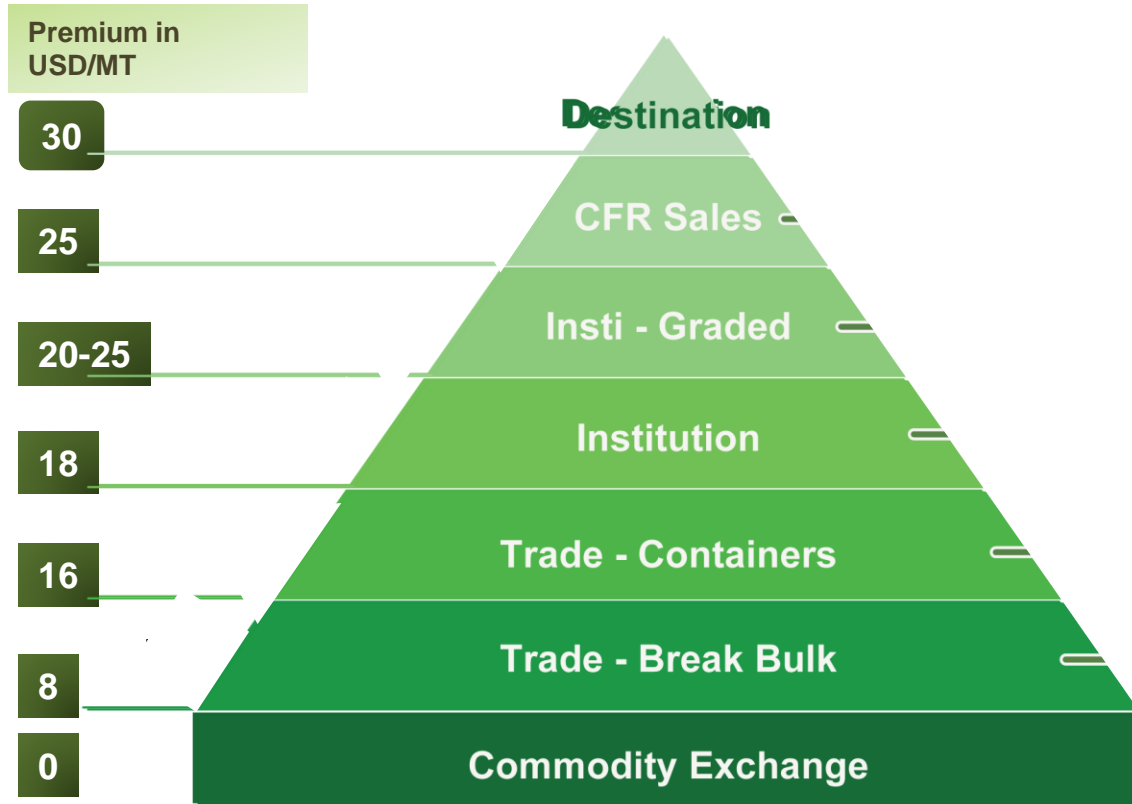 Premium in
USD/MT
30
Destination
25
CFR Sales
20-25
Insti - Graded
18
Institution
16
Trade - Containers
8
Trade - Break Bulk
0
Commodity Exchange